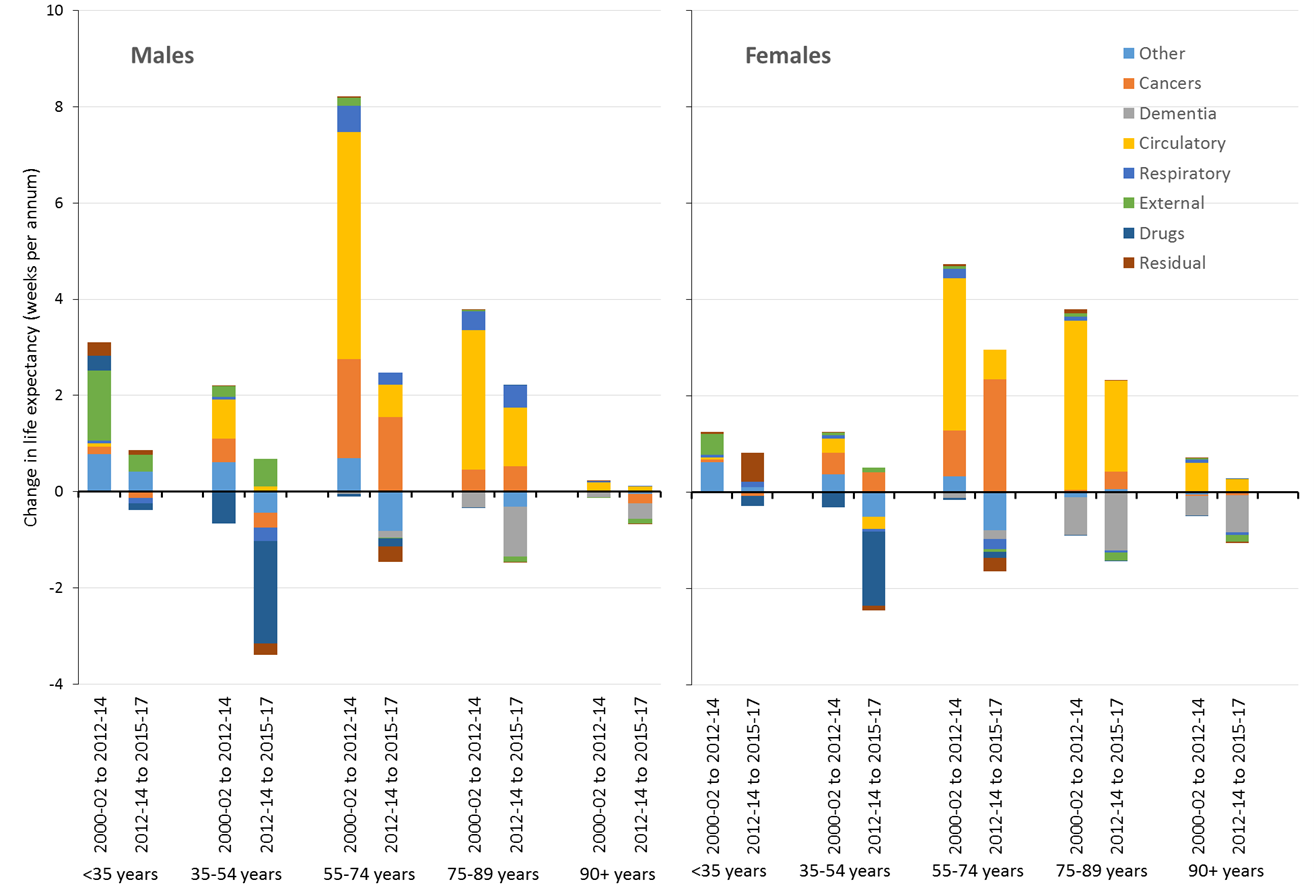 Males
Females
Change in life expectancy (weeks per annum)
10
8
6
4
2
0
-2
-4
Other
Cancers
Dementia
Circulatory
Respiratory
External
Drugs
Residual
2000-02 to 2012-14
2012-14 to 2015-17
2000-02 to 2012-14
2012-14 to 2015-17
2000-02 to 2012-14
2012-14 to 2015-17
2000-02 to 2012-14
2012-14 to 2015-17
2000-02 to 2012-14
2012-14 to 2015-17
<35 years
35-54 years
55-74 years
75-89 years
90+ years
2000-02 to 2012-14
2012-14 to 2015-17
2000-02 to 2012-14
2012-14 to 2015-17
2000-02 to 2012-14
2012-14 to 2015-17
2000-02 to 2012-14
2012-14 to 2015-17
2000-02 to 2012-14
2012-14 to 2015-17
<35 years
35-54 years
55-74 years
75-89 years
90+ years